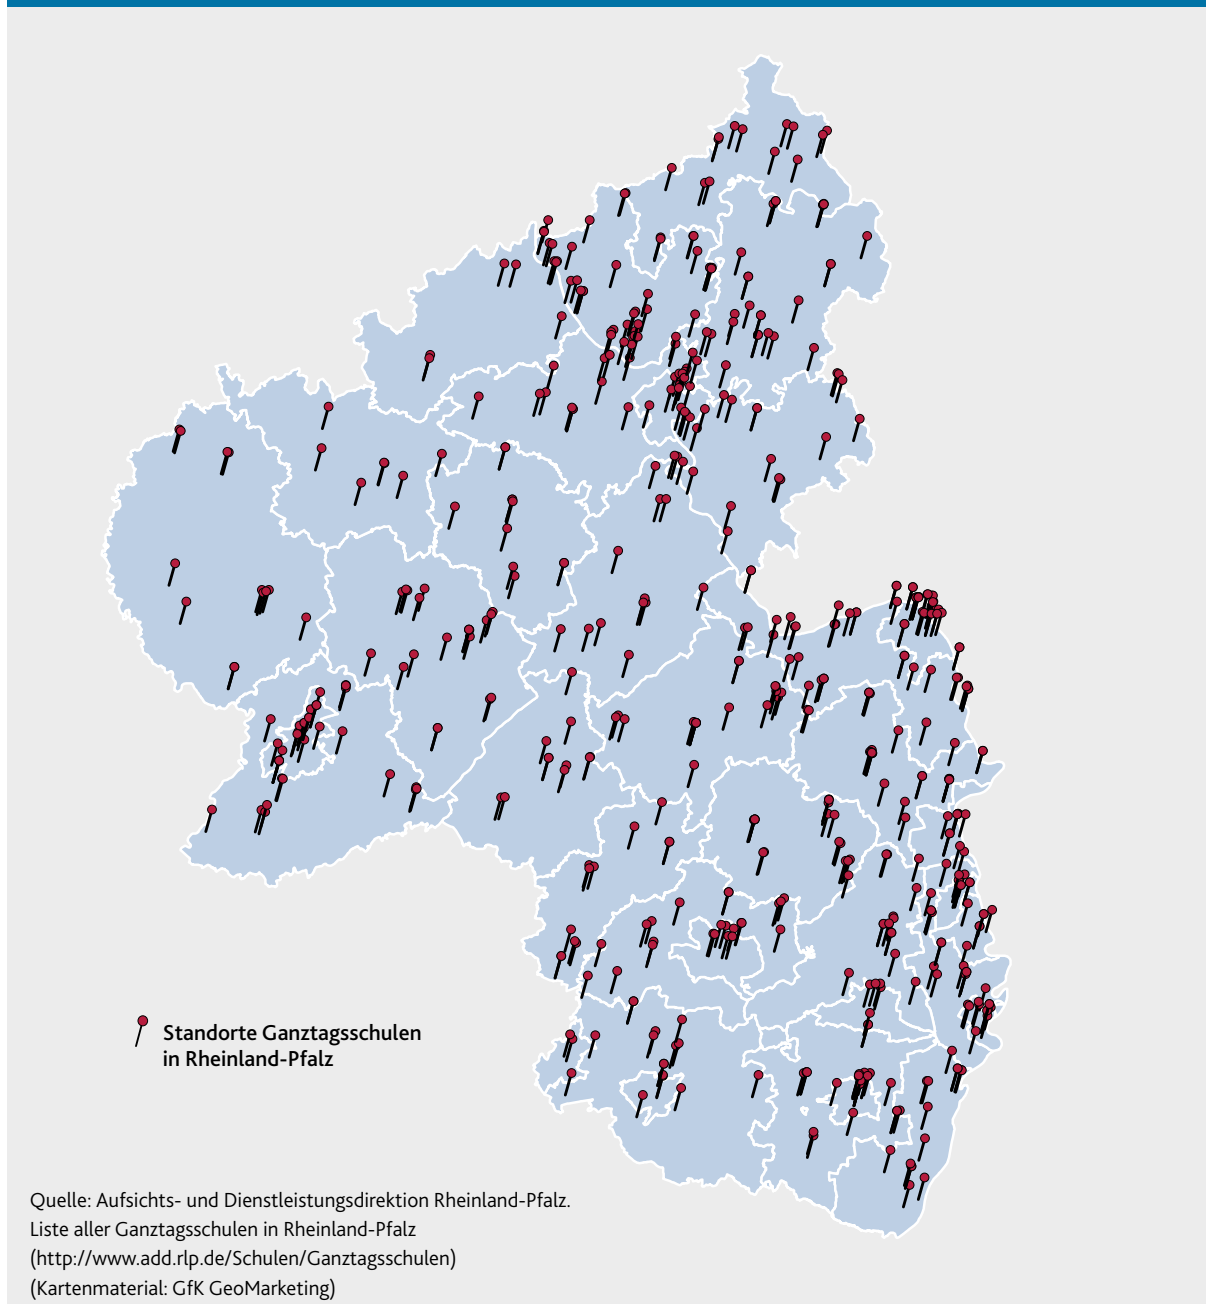 Standorte Ganztagsschulen
in Rheinland-Pfalz
Quelle: Aufsichts- und Dienstleistungsdirektion Rheinland-Pfalz.
Liste aller Ganztagsschulen in Rheinland-Pfalz
(http://www.add.rlp.de/Schulen/Ganztagsschulen)
(Kartenmaterial: GfK GeoMarketing)